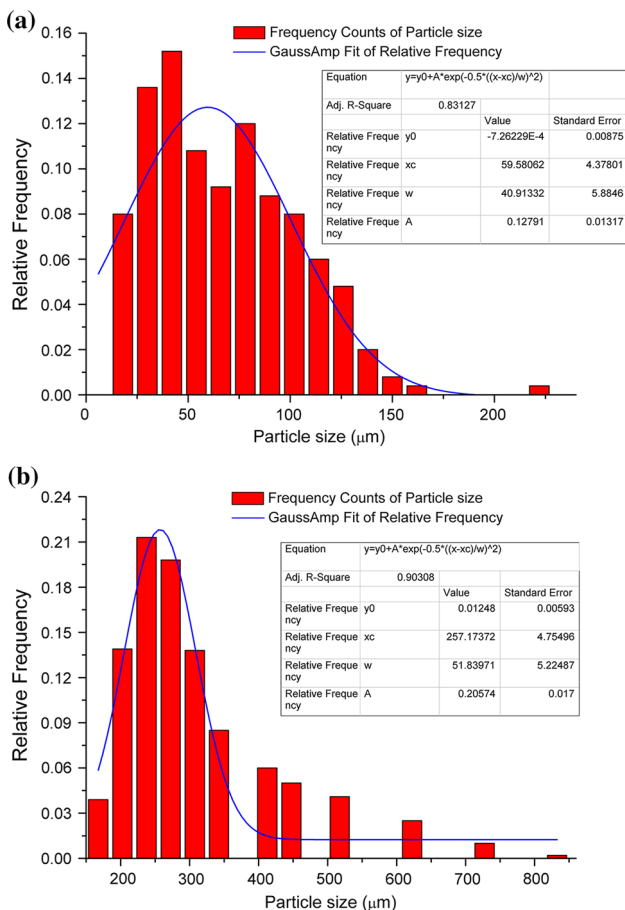 (a)
Frequency Counts of Particle size
GaussAmp Fit of Relative Frequency
Equation y=y0+A*exp(-0.5*((x-xc)/w)^2)
Adj. R-Square 0.83127
Value Standard Error
Relative Freque
ncy
y0 -7.26229E-4 0.00875
Relative Freque
ncy
xc 59.58062 4.37801
Relative Freque
ncy
w 40.91332 5.8846
Relative Freque
ncy
A 0.12791 0.01317
Relative Frequency
0.16
0.14
0.12
0.10
0.08
0.06
0.04
0.02
0.00
0 50 100 150 200
Particle size (μm)
(b)
Frequency Counts of Particle size
GaussAmp Fit of Relative Frequency
Equation y=y0+A*exp(-0.5*((x-xc)/w)^2)
Adj. R-Square 0.90308
Value Standard Error
Relative Freque
ncy
y0 0.01248 0.00593
Relative Freque
ncy
xc 257.17372 4.75496
Relative Freque
ncy
w 51.83971 5.22487
Relative Freque
ncy
A 0.20574 0.017
Relative Frequency
0.24
0.21
0.18
0.15
0.12
0.09
0.06
0.03
0.00
200 300 400 500 600 700 800
Particle size (μm)